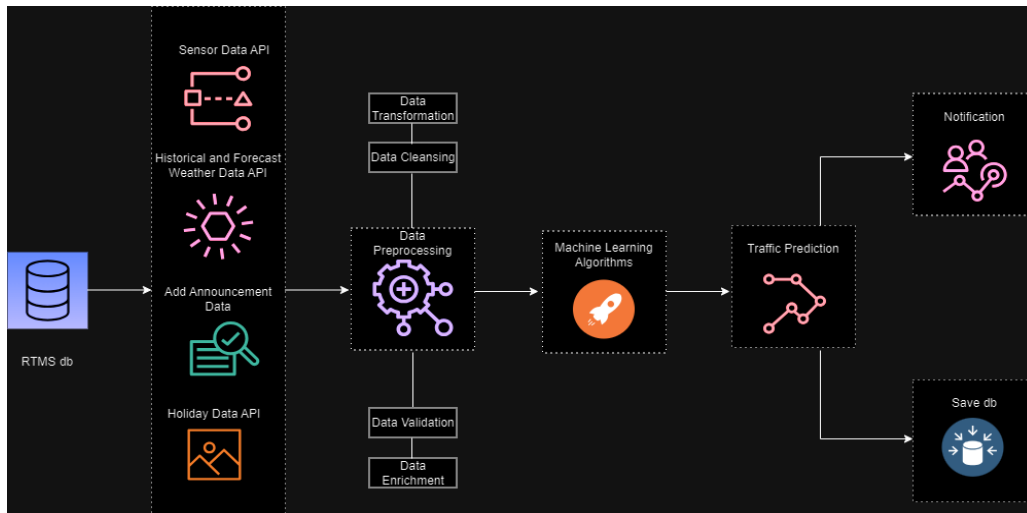 RTMS db
Sensor Data API
Historical and Forecast
Weather Data API
Add Announcement
Data
Holiday Data API
Data
Transformation
Data Cleansing
Data
Preprocessing
Data Validation
Data
Enrichment
Machine Learning
Algorithms
Traffic Prediction
Notification
Save db